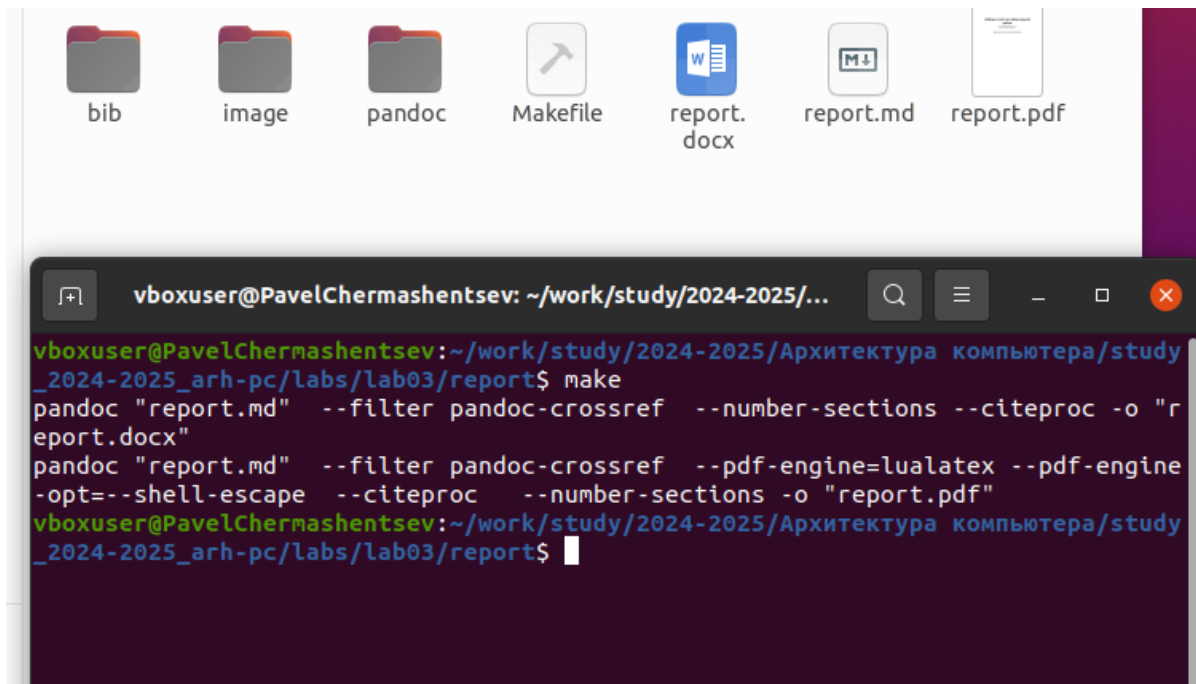 bib
image
pandoc
Makefile
report.
docx
report.md
report.pdf
W
M
vboxuser@PavelChermashentsev: ~/work/study/2024-2025/...
vboxuser@PavelChermashentsev:~/work/study/2024-2025/Архитектура компьютера/study
_2024-2025_arh-pc/labs/lab03/report$ make
pandoc "report.md"  --filter pandoc-crossref  --number-sections --citeproc -o "r
eport.docx"
pandoc "report.md"  --filter pandoc-crossref  --pdf-engine=lualatex --pdf-engine
-opt=--shell-escape  --citeproc   --number-sections -o "report.pdf"
vboxuser@PavelChermashentsev:~/work/study/2024-2025/Архитектура компьютера/study
_2024-2025_arh-pc/labs/lab03/report$